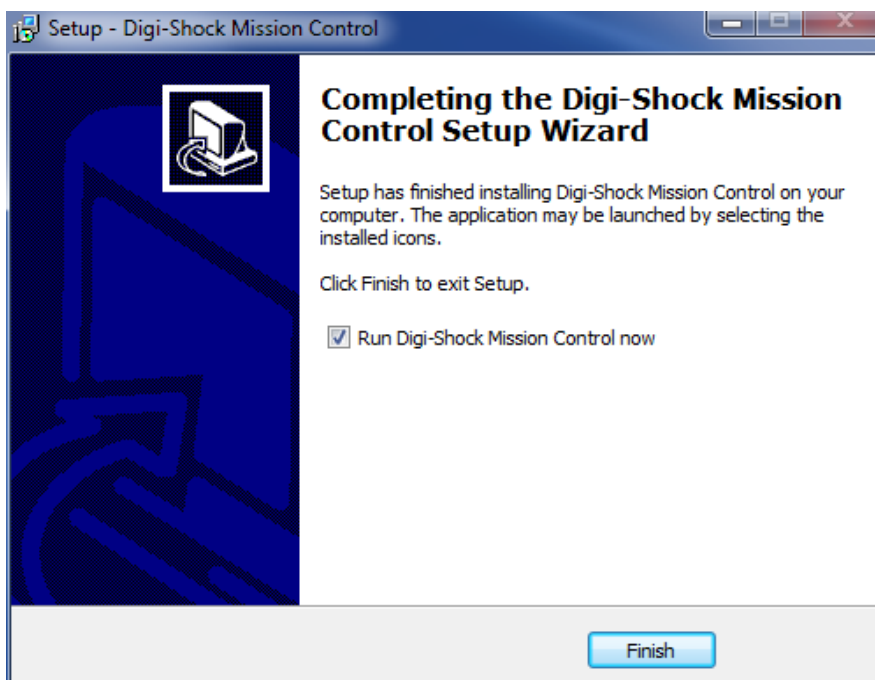 Setup - Digi-Shock Mission Control
Completing the Digi-Shock Mission
Control Setup Wizard
Setup has finished installing Digi-Shock Mission Control on your
computer. The application may be launched by selecting the
installed icons.
Click Finish to exit Setup.
Run Digi-Shock Mission Control now
Finish